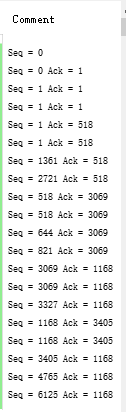 Comment
Seq = 0
Seq = 0 Ack = 1
Seq = 1 Ack = 1
Seq = 1 Ack = 1
Seq = 1 Ack = 518
Seq = 1 Ack = 518
Seq = 1361 Ack = 518
Seq = 2721 Ack = 518
Seq = 518 Ack = 3069
Seq = 518 Ack = 3069
Seq = 644 Ack = 3069
Seq = 821 Ack = 3069
Seq = 3069 Ack = 1168
Seq = 3069 Ack = 1168
Seq = 3327 Ack = 1168
Seq = 1168 Ack = 3405
Seq = 1168 Ack = 3405
Seq = 3405 Ack = 1168
Seq = 4765 Ack = 1168
Seq = 6125 Ack = 1168